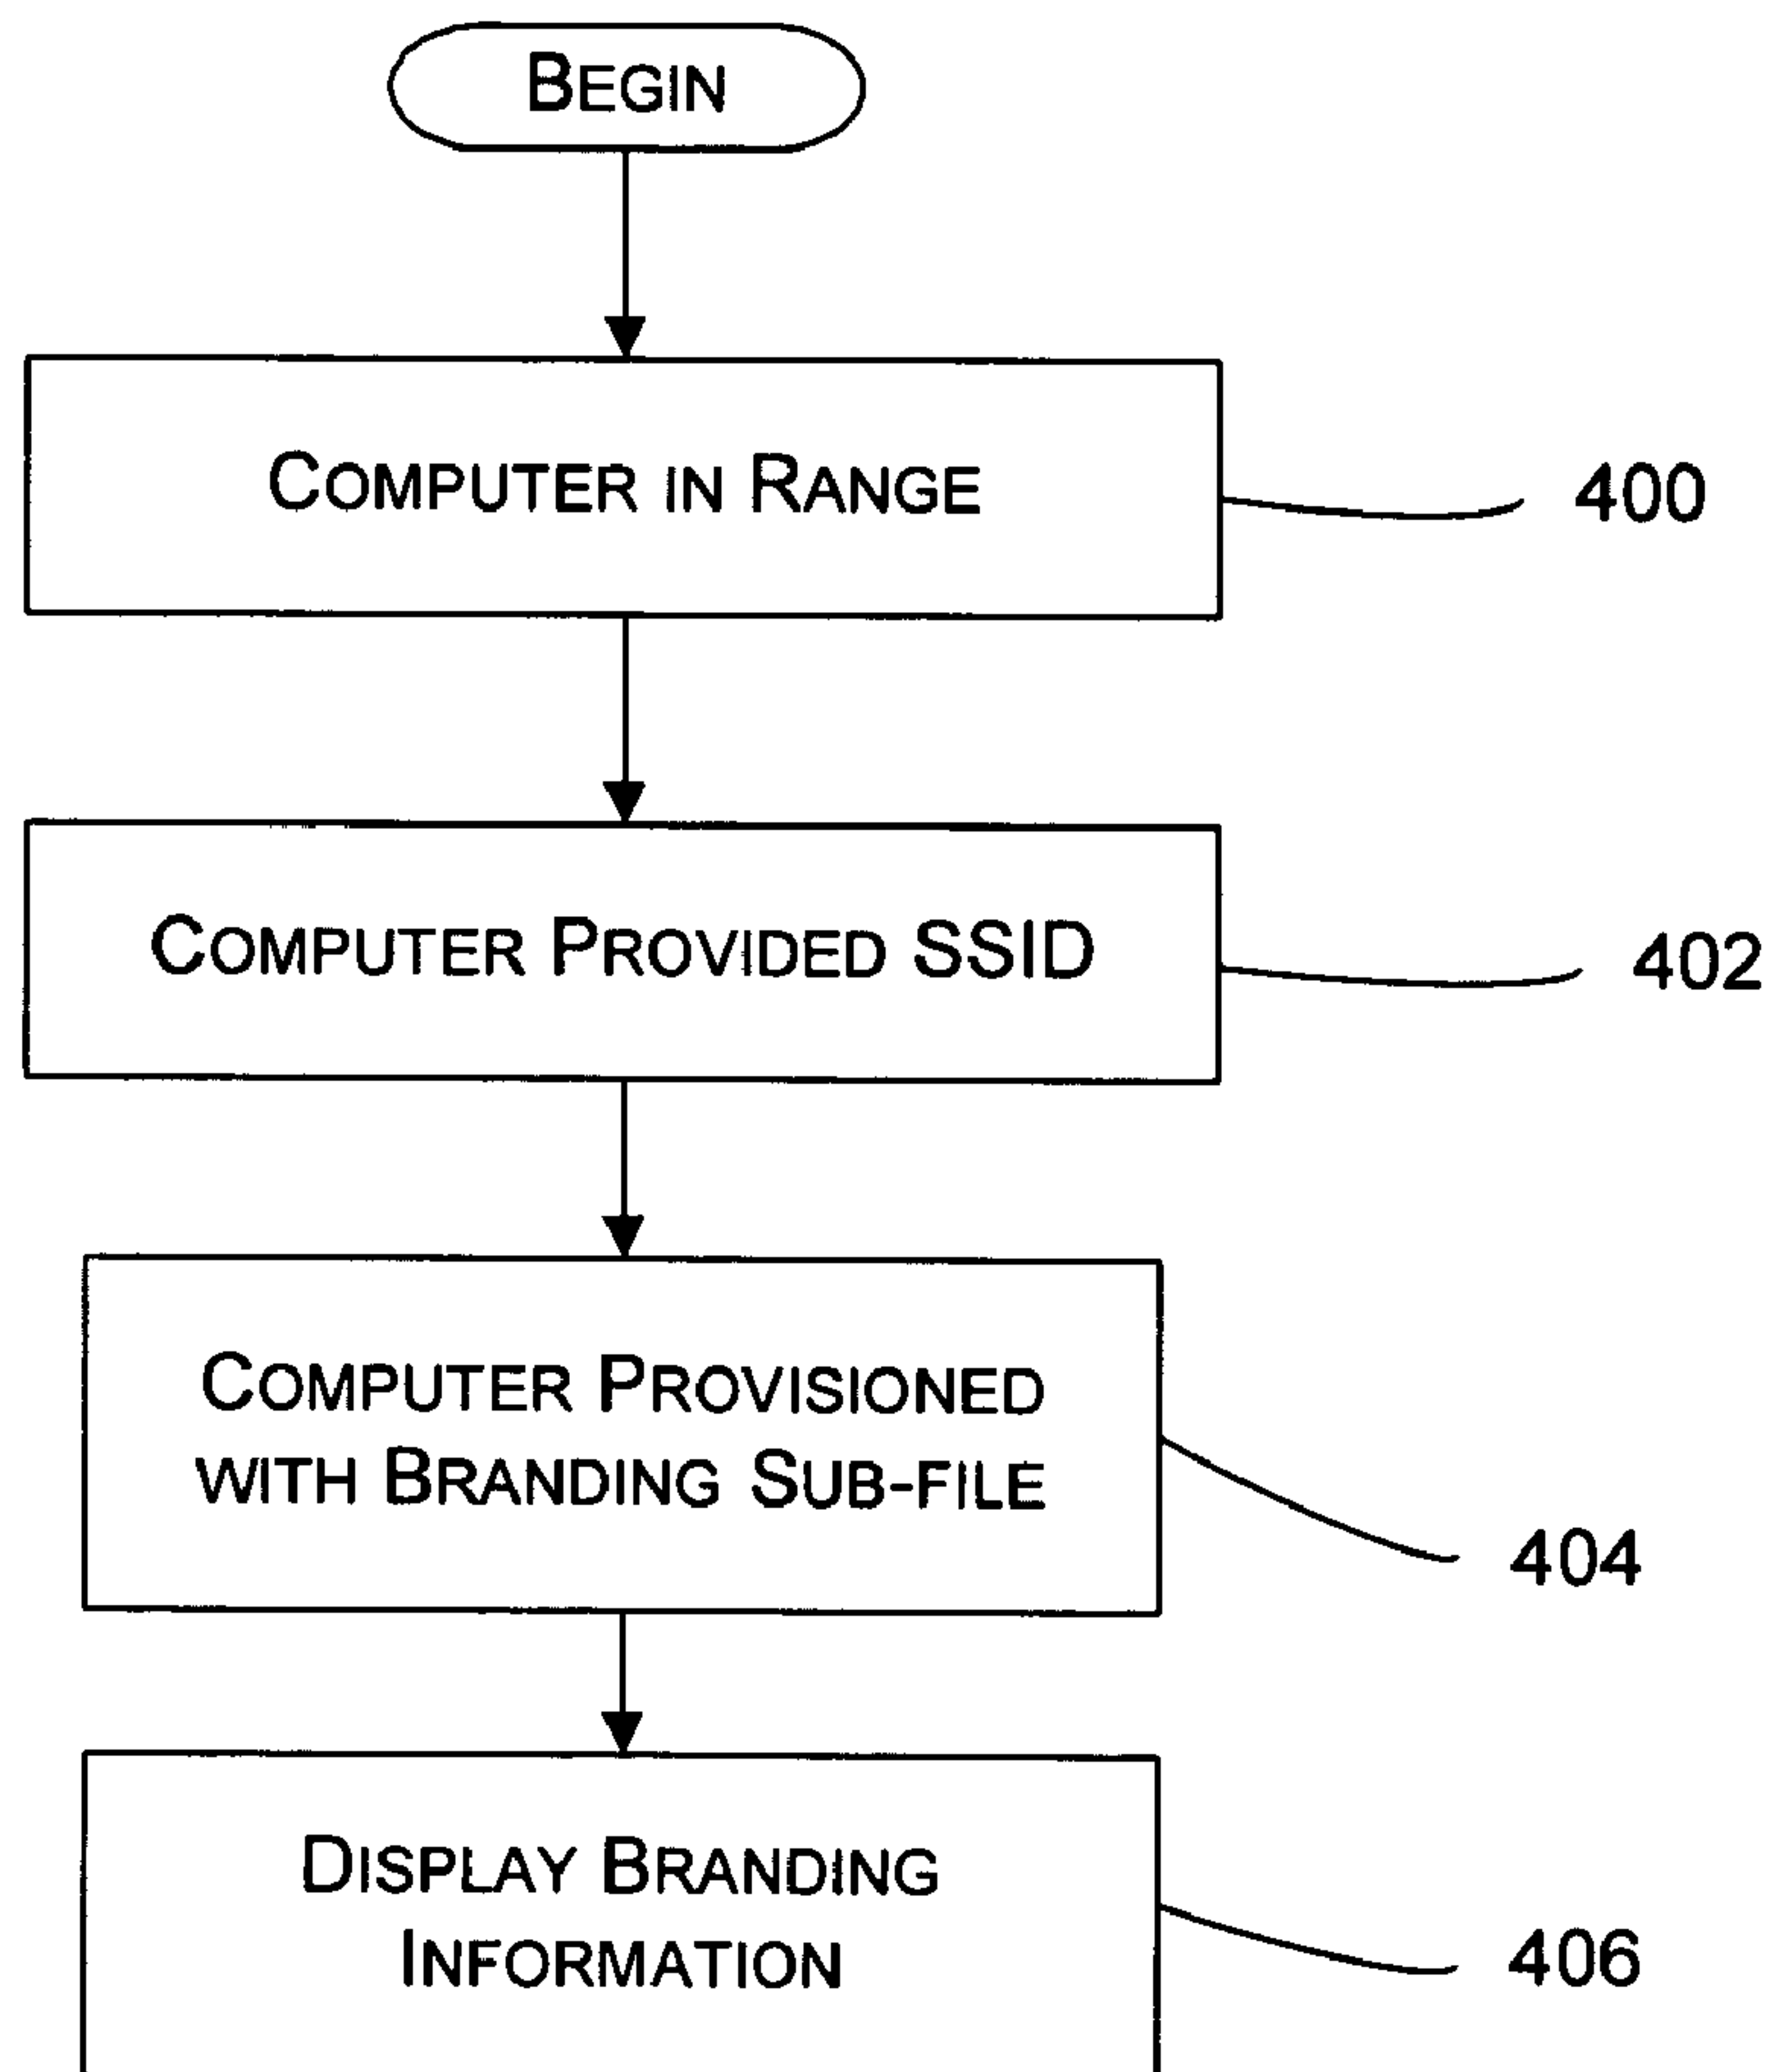 BEGIN
COMPUTER IN RANGE
400
COMPUTER PROVIDED SSID
402
COMPUTER PROVISIONED
WITH BRANDING SUB-FILE
404
DISPLAY BRANDING
INFORMATION
406